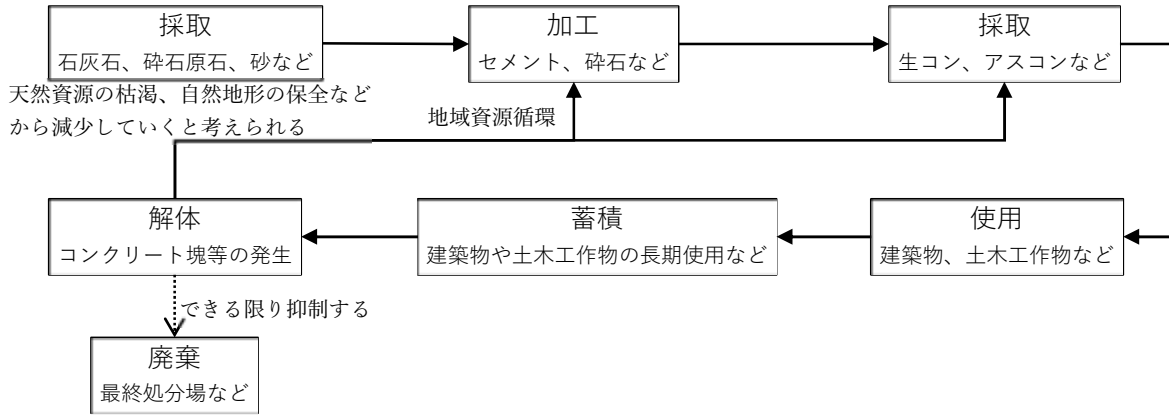 採取
石灰石、砕石原石、砂など
天然資源の枯渇、自然地形の保全など
から減少していくと考えられる
加工
セメント、砕石など
採取
生コン、アスコンなど
地域資源循環
解体
コンクリート塊等の発生
蓄積
建築物や土木工作物の長期使用など
使用
建築物、土木工作物など
できる限り抑制する
廃棄
最終処分場など